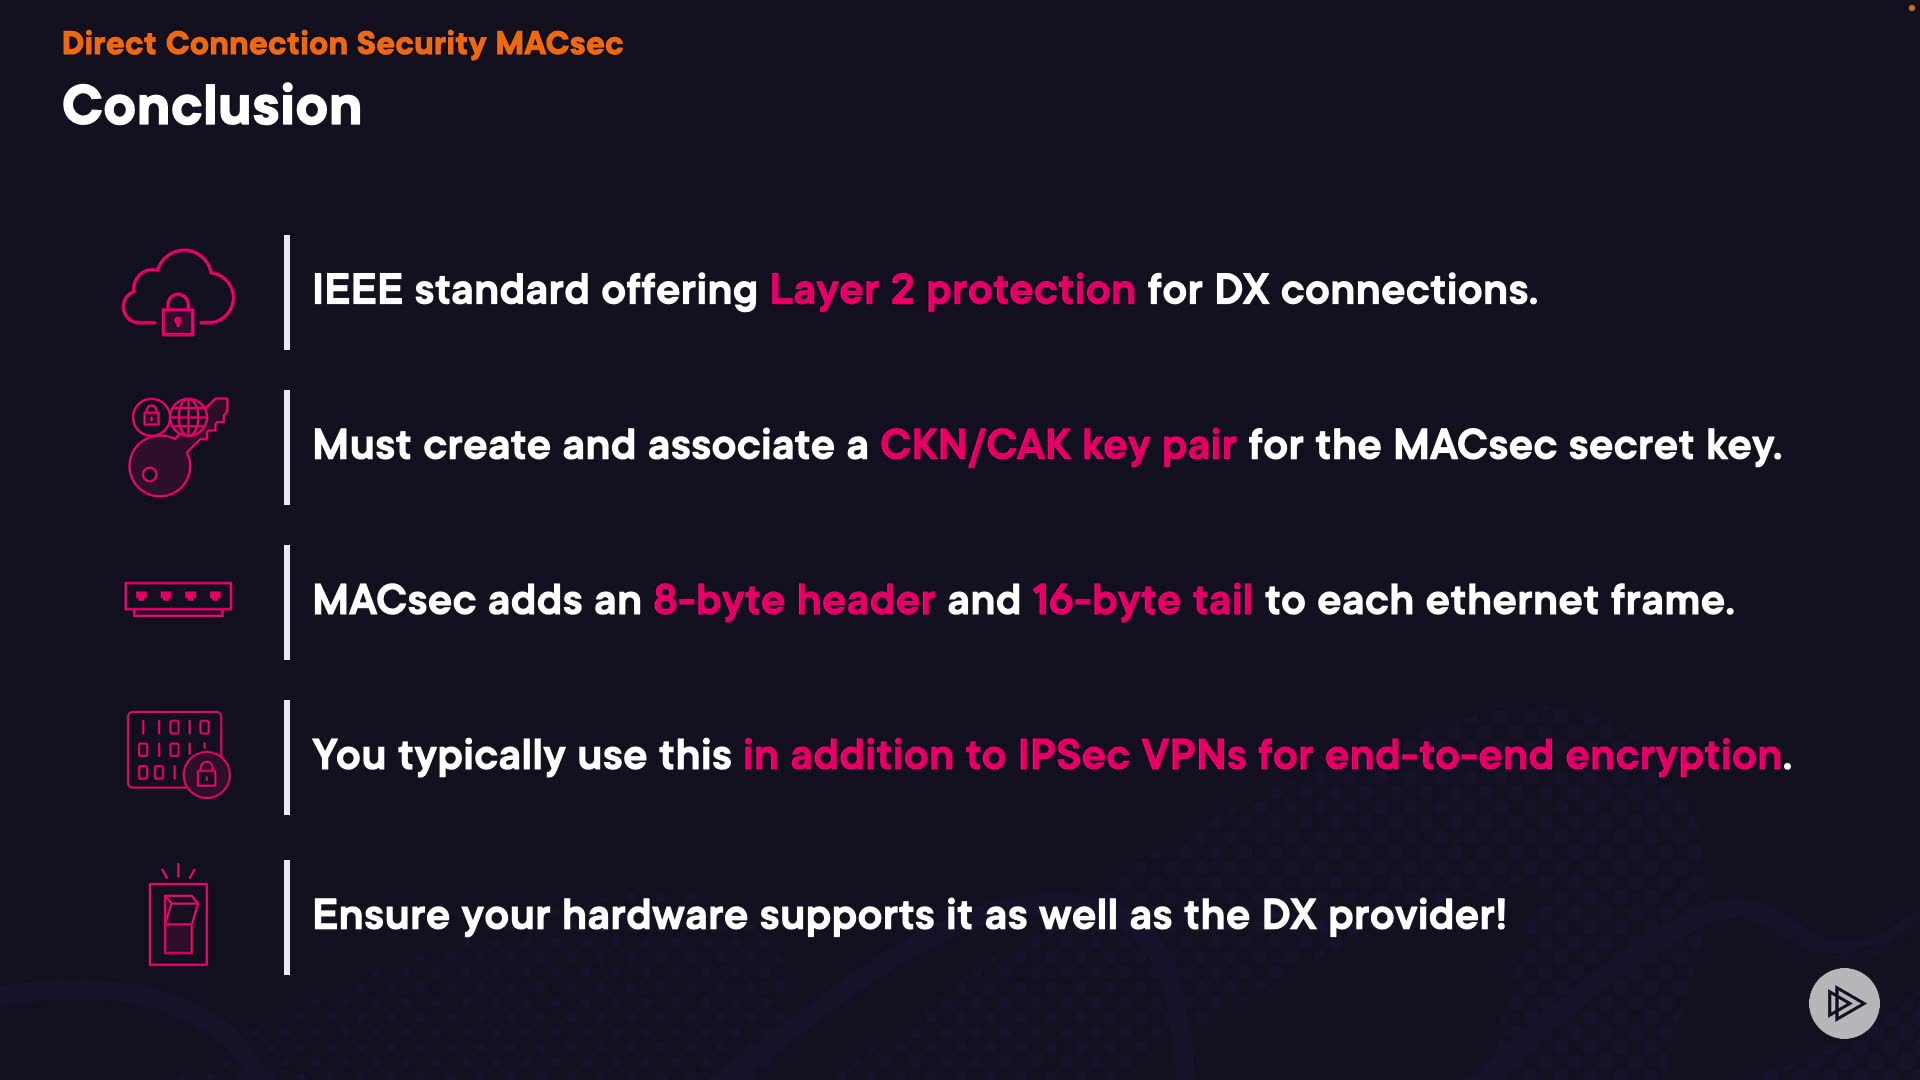 Direct Connection Security MACsec
Conclusion
IEEE standard offering Layer 2 protection for DX connections.
Must create and associate a CKN/CAK key pair for the MACsec secret key.
MACsec adds an 8-byte header and 16-byte tail to each ethernet frame.
You typically use this in addition to IPSec VPNs for end-to-end encryption.
Ensure your hardware supports it as well as the DX provider!